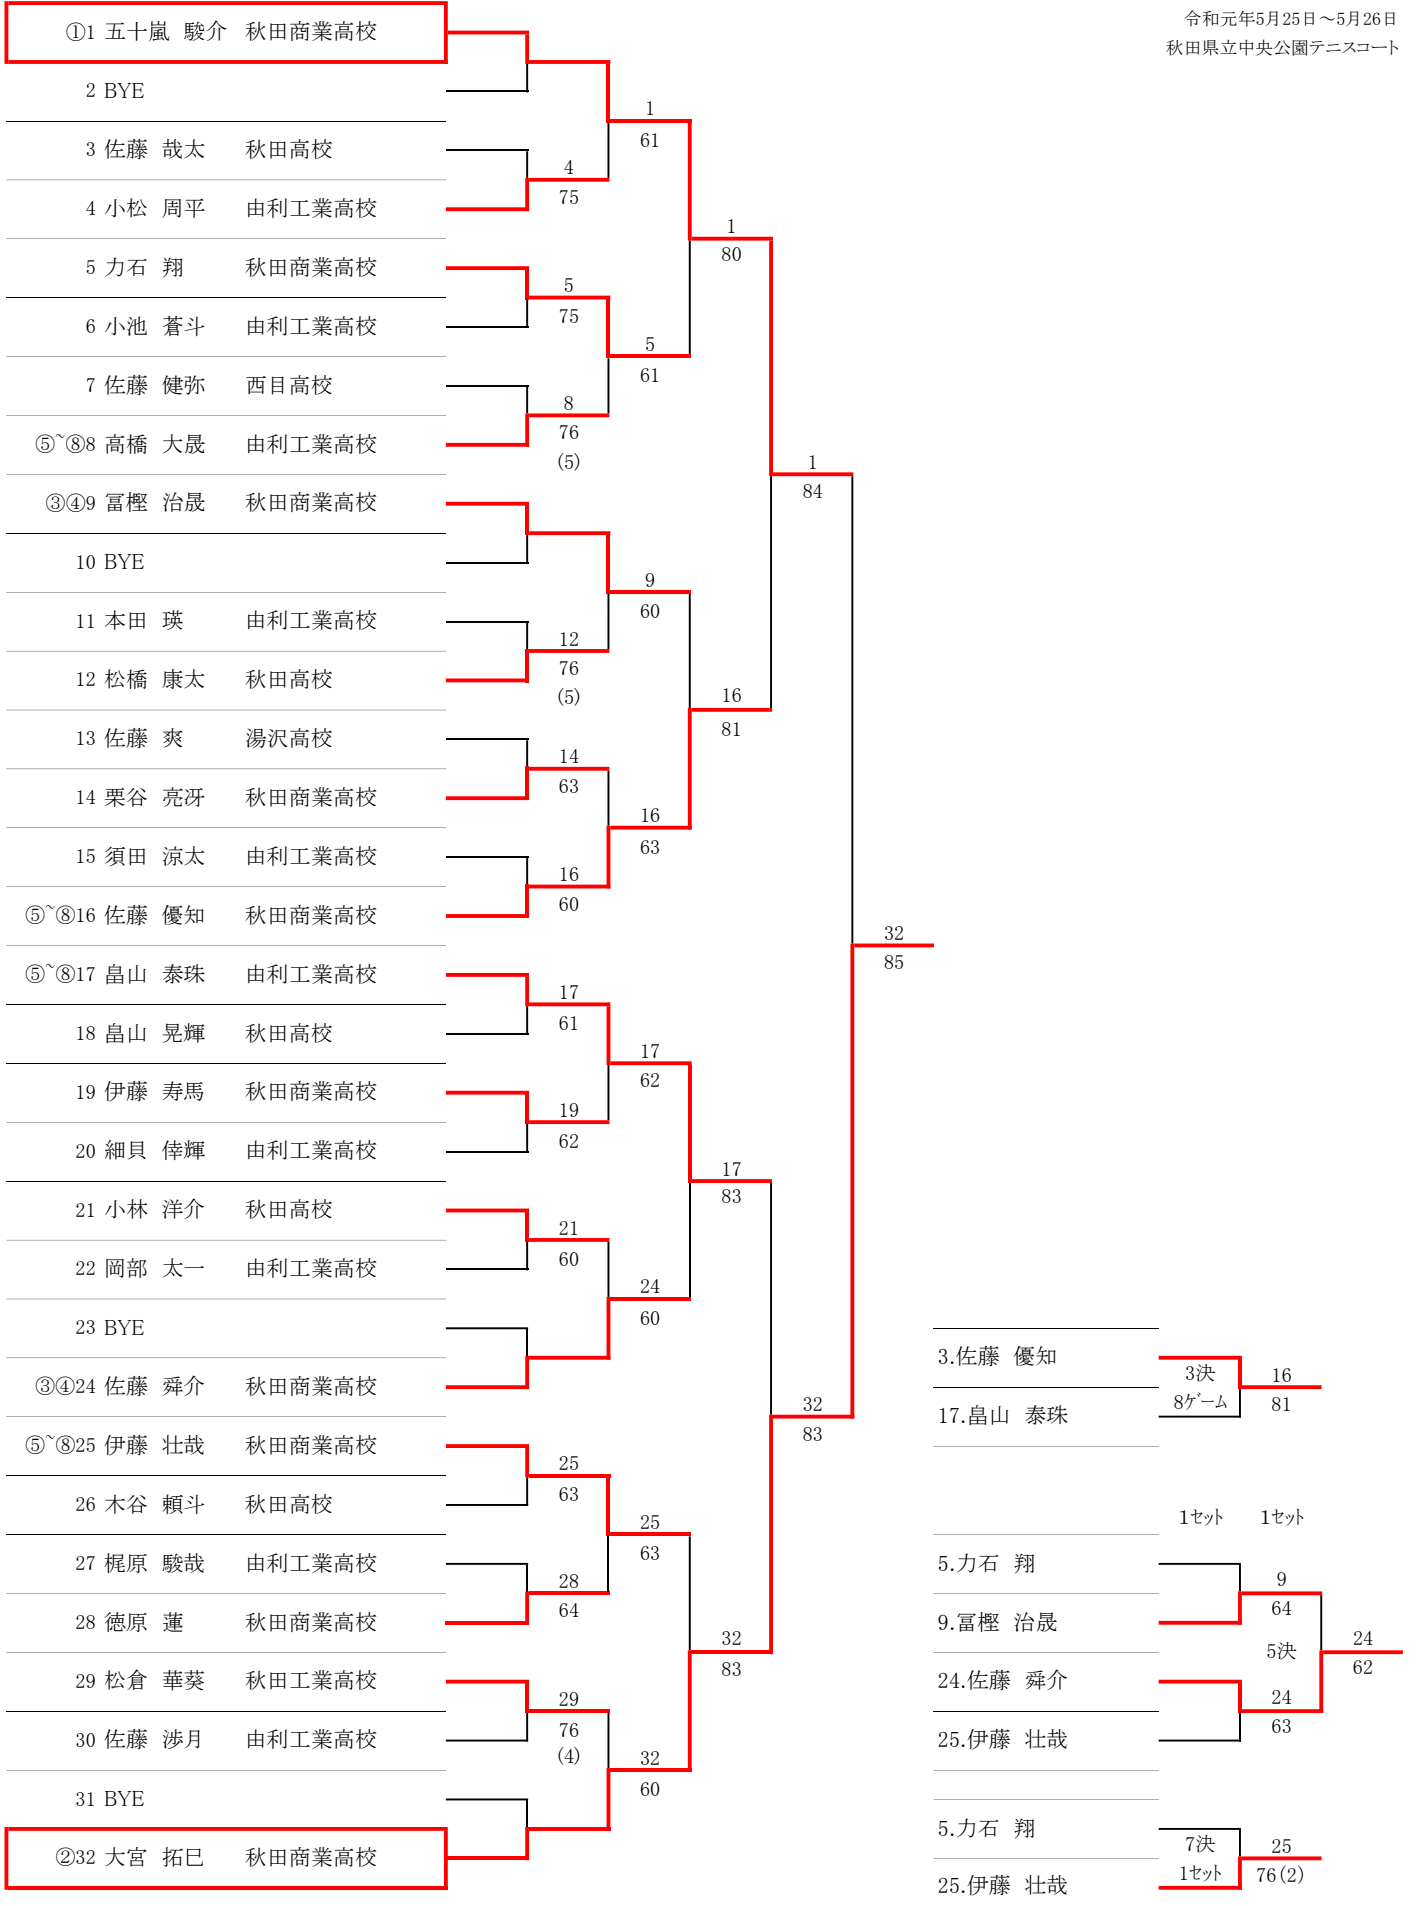 令和元年5月25日～5月26日
秋田県立中央公園テニスコート
①1 五十嵐 駿介 秋田商業高校
2 BYE
3 佐藤 哉太 秋田高校
4 小松 周平 由利工業高校
5 力石 翔 秋田商業高校
6 小池 蒼斗 由利工業高校
7 佐藤 健弥 西目高校
⑤~⑧8 高橋 大晟 由利工業高校
③④9 冨樫 治晟 秋田商業高校
10 BYE
11 本田 瑛 由利工業高校
12 松橋 康太 秋田高校
13 佐藤 爽 湯沢高校
14 栗谷 亮冴 秋田商業高校
15 須田 涼太 由利工業高校
⑤~⑧16 佐藤 優知 秋田商業高校
⑤~⑧17 畠山 泰珠 由利工業高校
18 畠山 晃輝 秋田高校
19 伊藤 寿馬 秋田商業高校
20 細貝 倖輝 由利工業高校
21 小林 洋介 秋田高校
22 岡部 太一 由利工業高校
23 BYE
③④24 佐藤 舜介 秋田商業高校
⑤~⑧25 伊藤 壮哉 秋田商業高校
26 木谷 頼斗 秋田高校
27 梶原 駿哉 由利工業高校
28 徳原 蓮 秋田商業高校
29 松倉 華葵 秋田工業高校
30 佐藤 渉月 由利工業高校
31 BYE
②32 大宮 拓巳 秋田商業高校
4
75
5
75
8
76
(5)
12
76
(5)
14
63
16
60
17
61
19
62
21
60
25
63
28
64
29
76
(4)
1
61
5
61
9
60
16
63
17
62
24
60
25
63
32
60
1
80
16
81
17
83
32
83
1
84
32
83
32
85
3.佐藤 優知
17.畠山 泰珠
3決
8ゲーム
16
81
1セット 1セット
5.力石 翔
9.冨樫 治晟
24.佐藤 舜介
25.伊藤 壮哉
9
64
5決
24
63
24
62
5.力石 翔
25.伊藤 壮哉
7決
1セット
25
76(2)